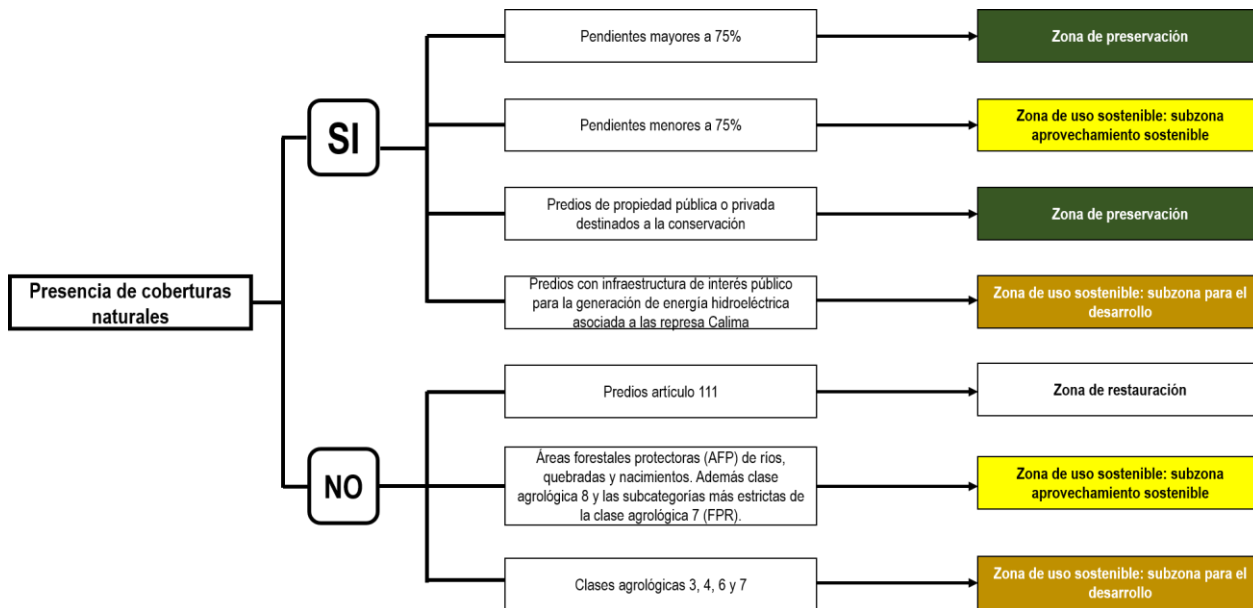 Presencia de coberturas
naturales
SI
Pendientes mayores a 75%
Zona de preservación
Pendientes menores a 75%
Zona de uso sostenible: subzona
aprovechamiento sostenible
Predios de propiedad pública o privada
destinados a la conservación
Zona de preservación
Predios con infraestructura de interés público
para la generación de energía hidroeléctrica
asociada a las represa Calima
Zona de uso sostenible: subzona para el
desarrollo
NO
Predios artículo 111
Zona de restauración
Áreas forestales protectoras (AFP) de ríos,
quebradas y nacimientos. Además clase
agrológica 8 y las subcategorías más estrictas de
la clase agrológica 7 (FPR).
Zona de uso sostenible: subzona
aprovechamiento sostenible
Clases agrológicas 3, 4, 6 y 7
Zona de uso sostenible: subzona para el
desarrollo